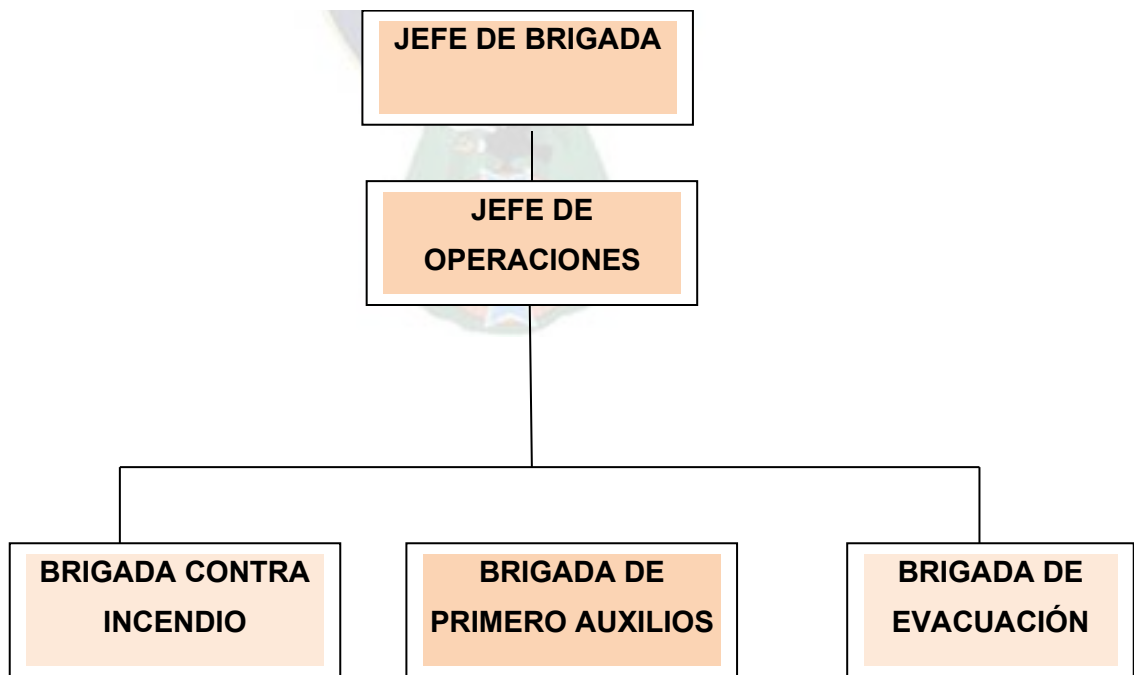 JEFE DE BRIGADA
JEFE DE
OPERACIONES
BRIGADA CONTRA
INCENDIO
BRIGADA DE
PRIMERO AUXILIOS
BRIGADA DE
EVACUACIÓN